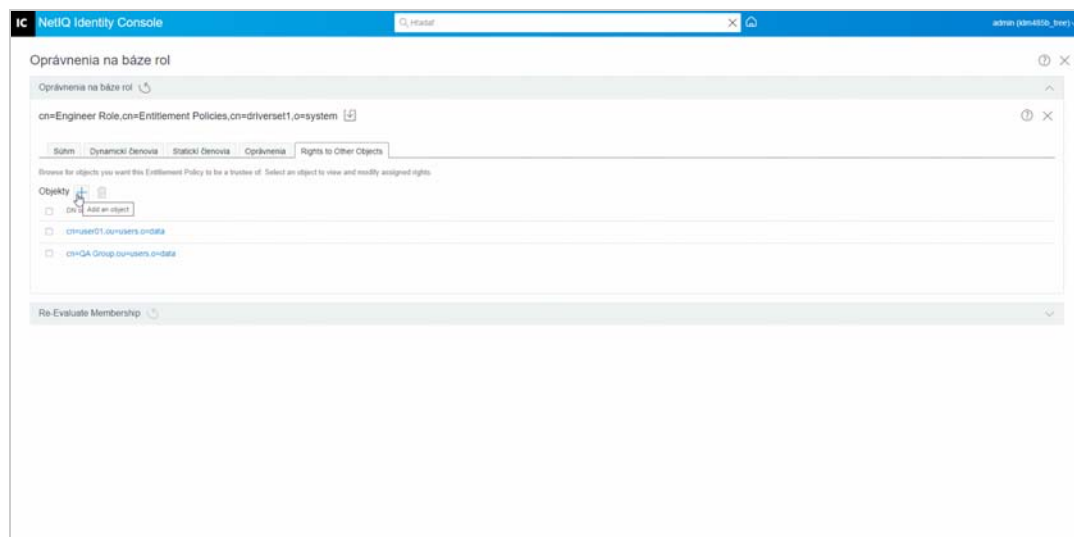 IC NetIQ Identity Console
Hľadať
admin (idm485b_tree)
Oprávnenia na báze rol
Oprávnenia na báze rol
cn=Engineer Role,cn=Entitlement Policies,cn=driverset1,o=system
Súhrn Dynamickí členovia Statickí členovia Oprávnenia Rights to Other Objects
Browse for objects you want this Entitlement Policy to be a trustee of. Select an object to view and modify assigned rights.
Objekty
Add an object
DN
cn=user01,ou=users,o=data
cn=QA Group,ou=users,o=data
Re-Evaluate Membership